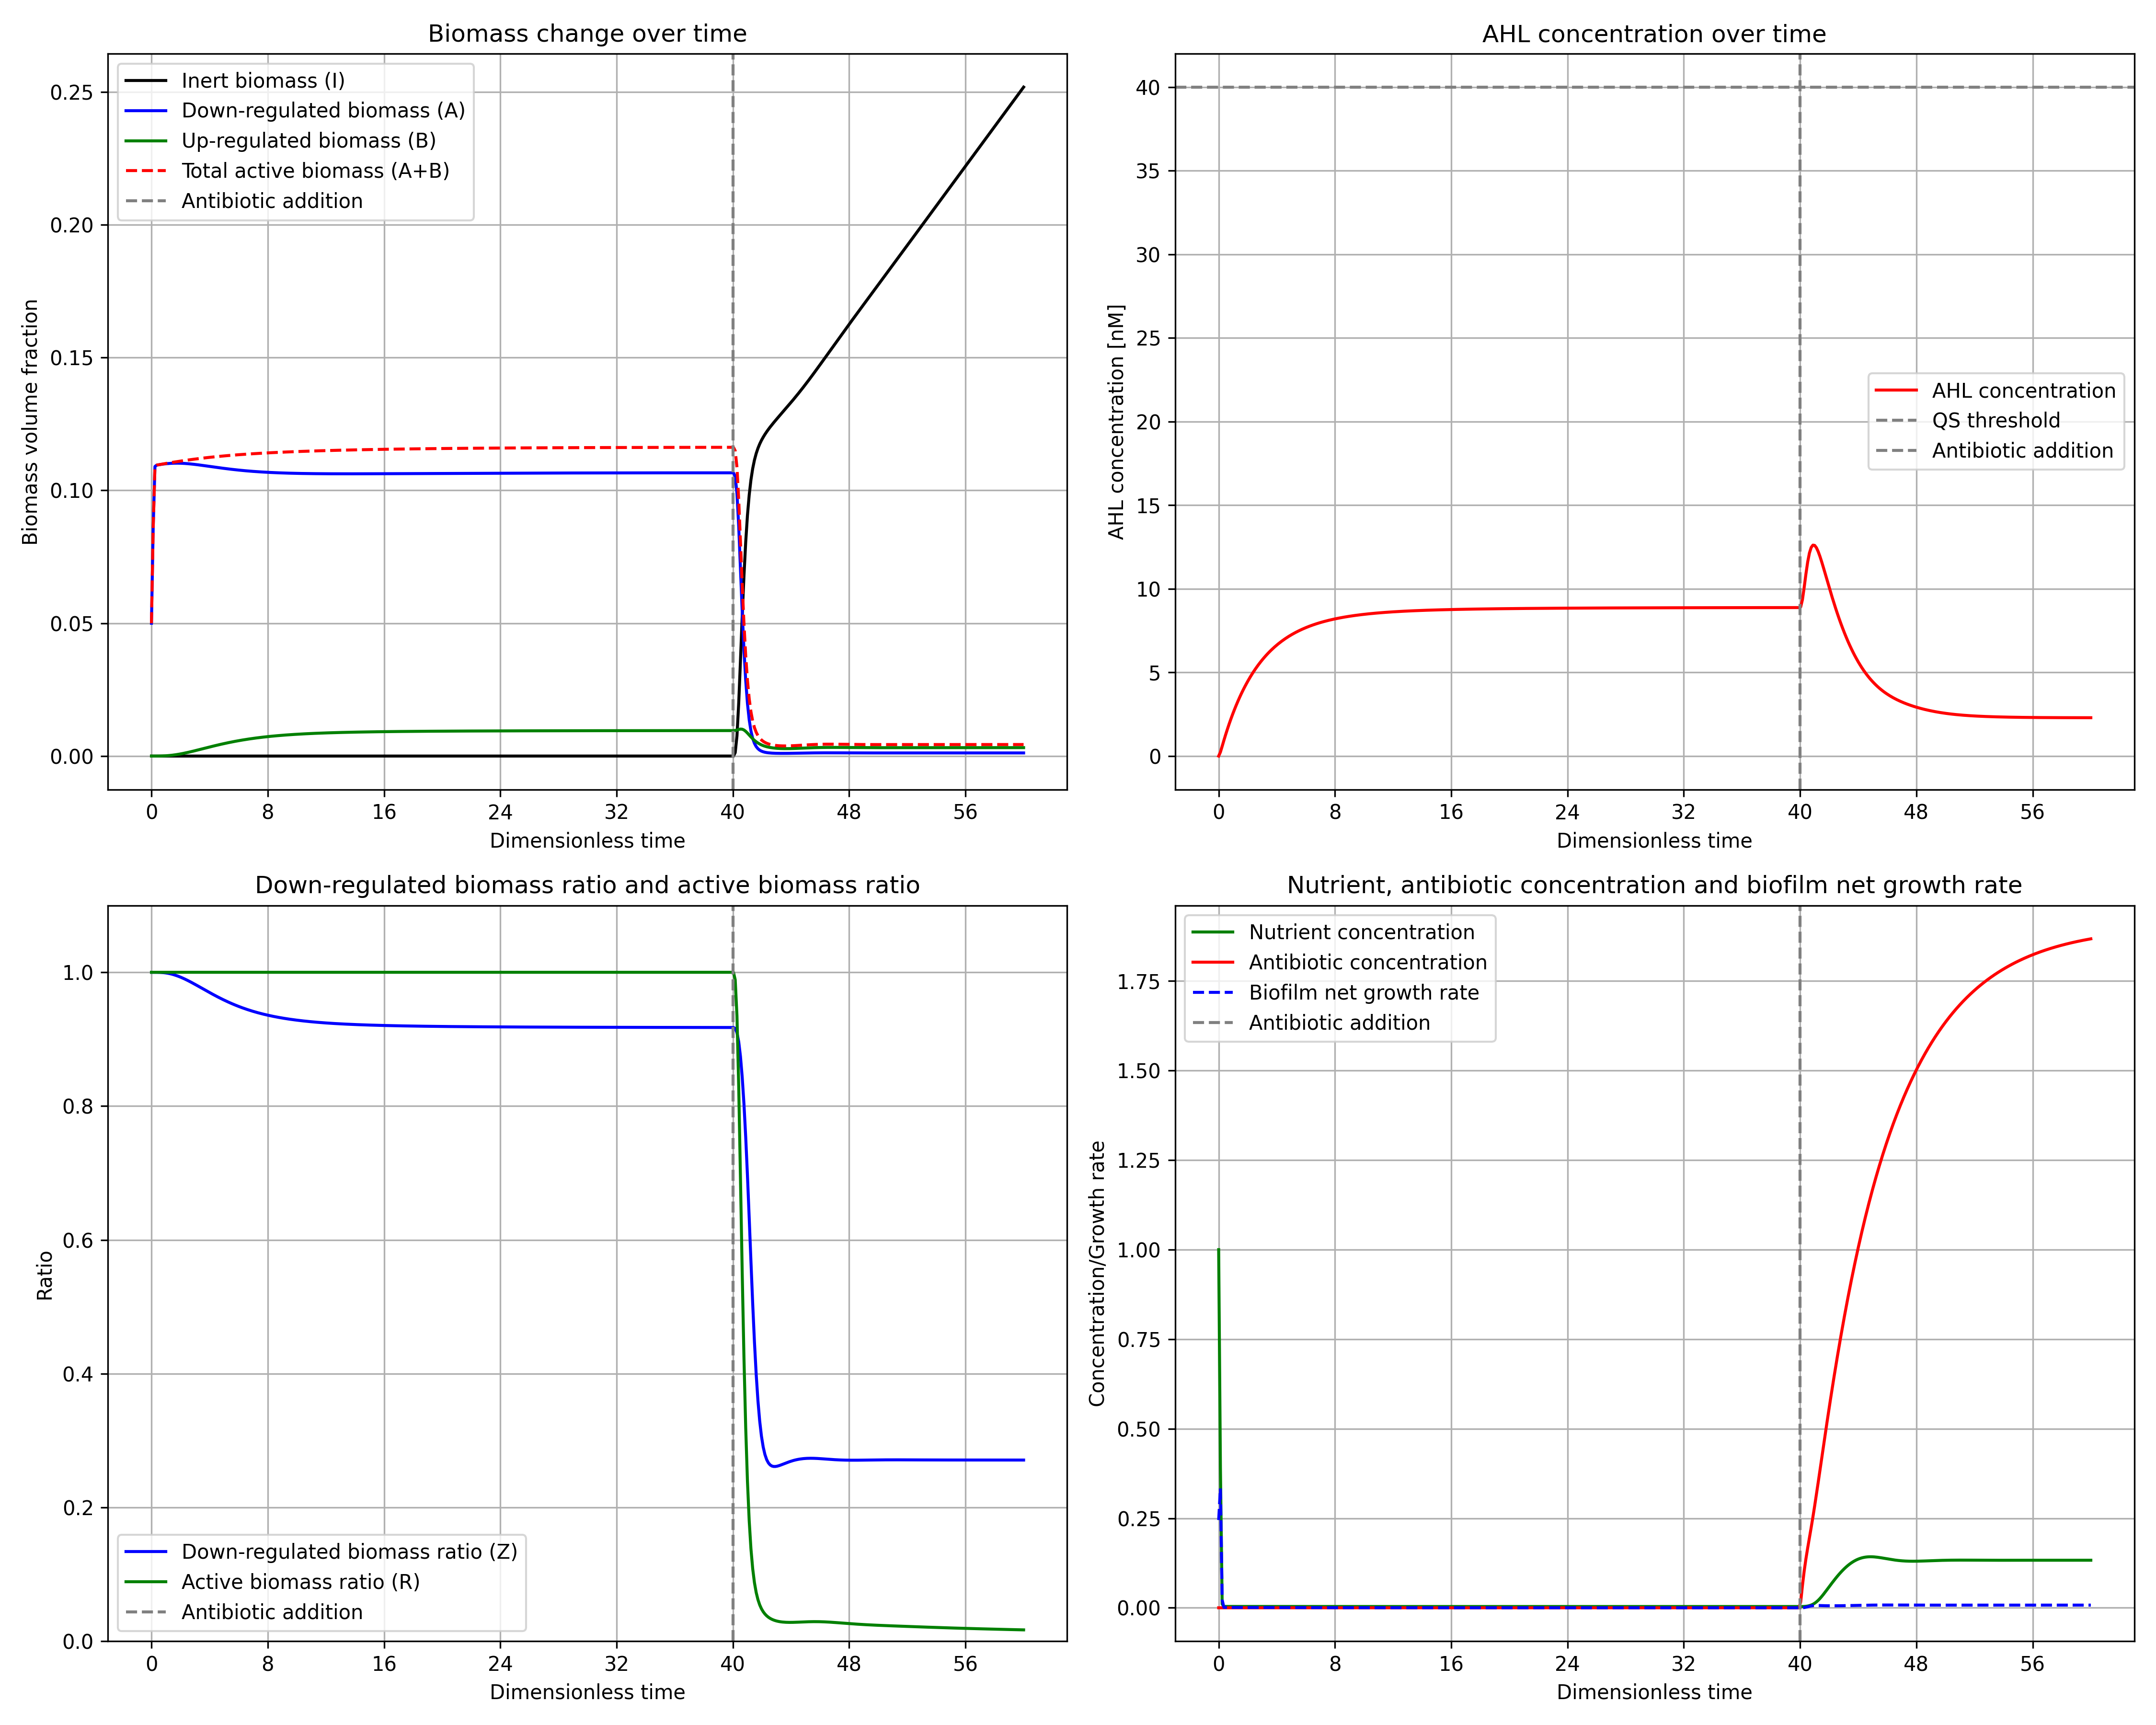 Biomass change over time
Inert biomass (I)
Down-regulated biomass (A)
Up-regulated biomass (B)
Total active biomass (A+B)
Antibiotic addition
Biomass volume fraction
0.25
0.20
0.15
0.10
0.05
0.00
0 8 16 24 32 40 48 56
Dimensionless time
AHL concentration over time
AHL concentration [nM]
40
35
30
25
20
15
10
5
0
AHL concentration
QS threshold
Antibiotic addition
0 8 16 24 32 40 48 56
Dimensionless time
Down-regulated biomass ratio and active biomass ratio
Ratio
1.0
0.8
0.6
0.4
0.2
0.0
Down-regulated biomass ratio (Z)
Active biomass ratio (R)
Antibiotic addition
0 8 16 24 32 40 48 56
Dimensionless time
Nutrient, antibiotic concentration and biofilm net growth rate
Nutrient concentration
Antibiotic concentration
Biofilm net growth rate
Antibiotic addition
Concentration/Growth rate
1.75
1.50
1.25
1.00
0.75
0.50
0.25
0.00
0 8 16 24 32 40 48 56
Dimensionless time